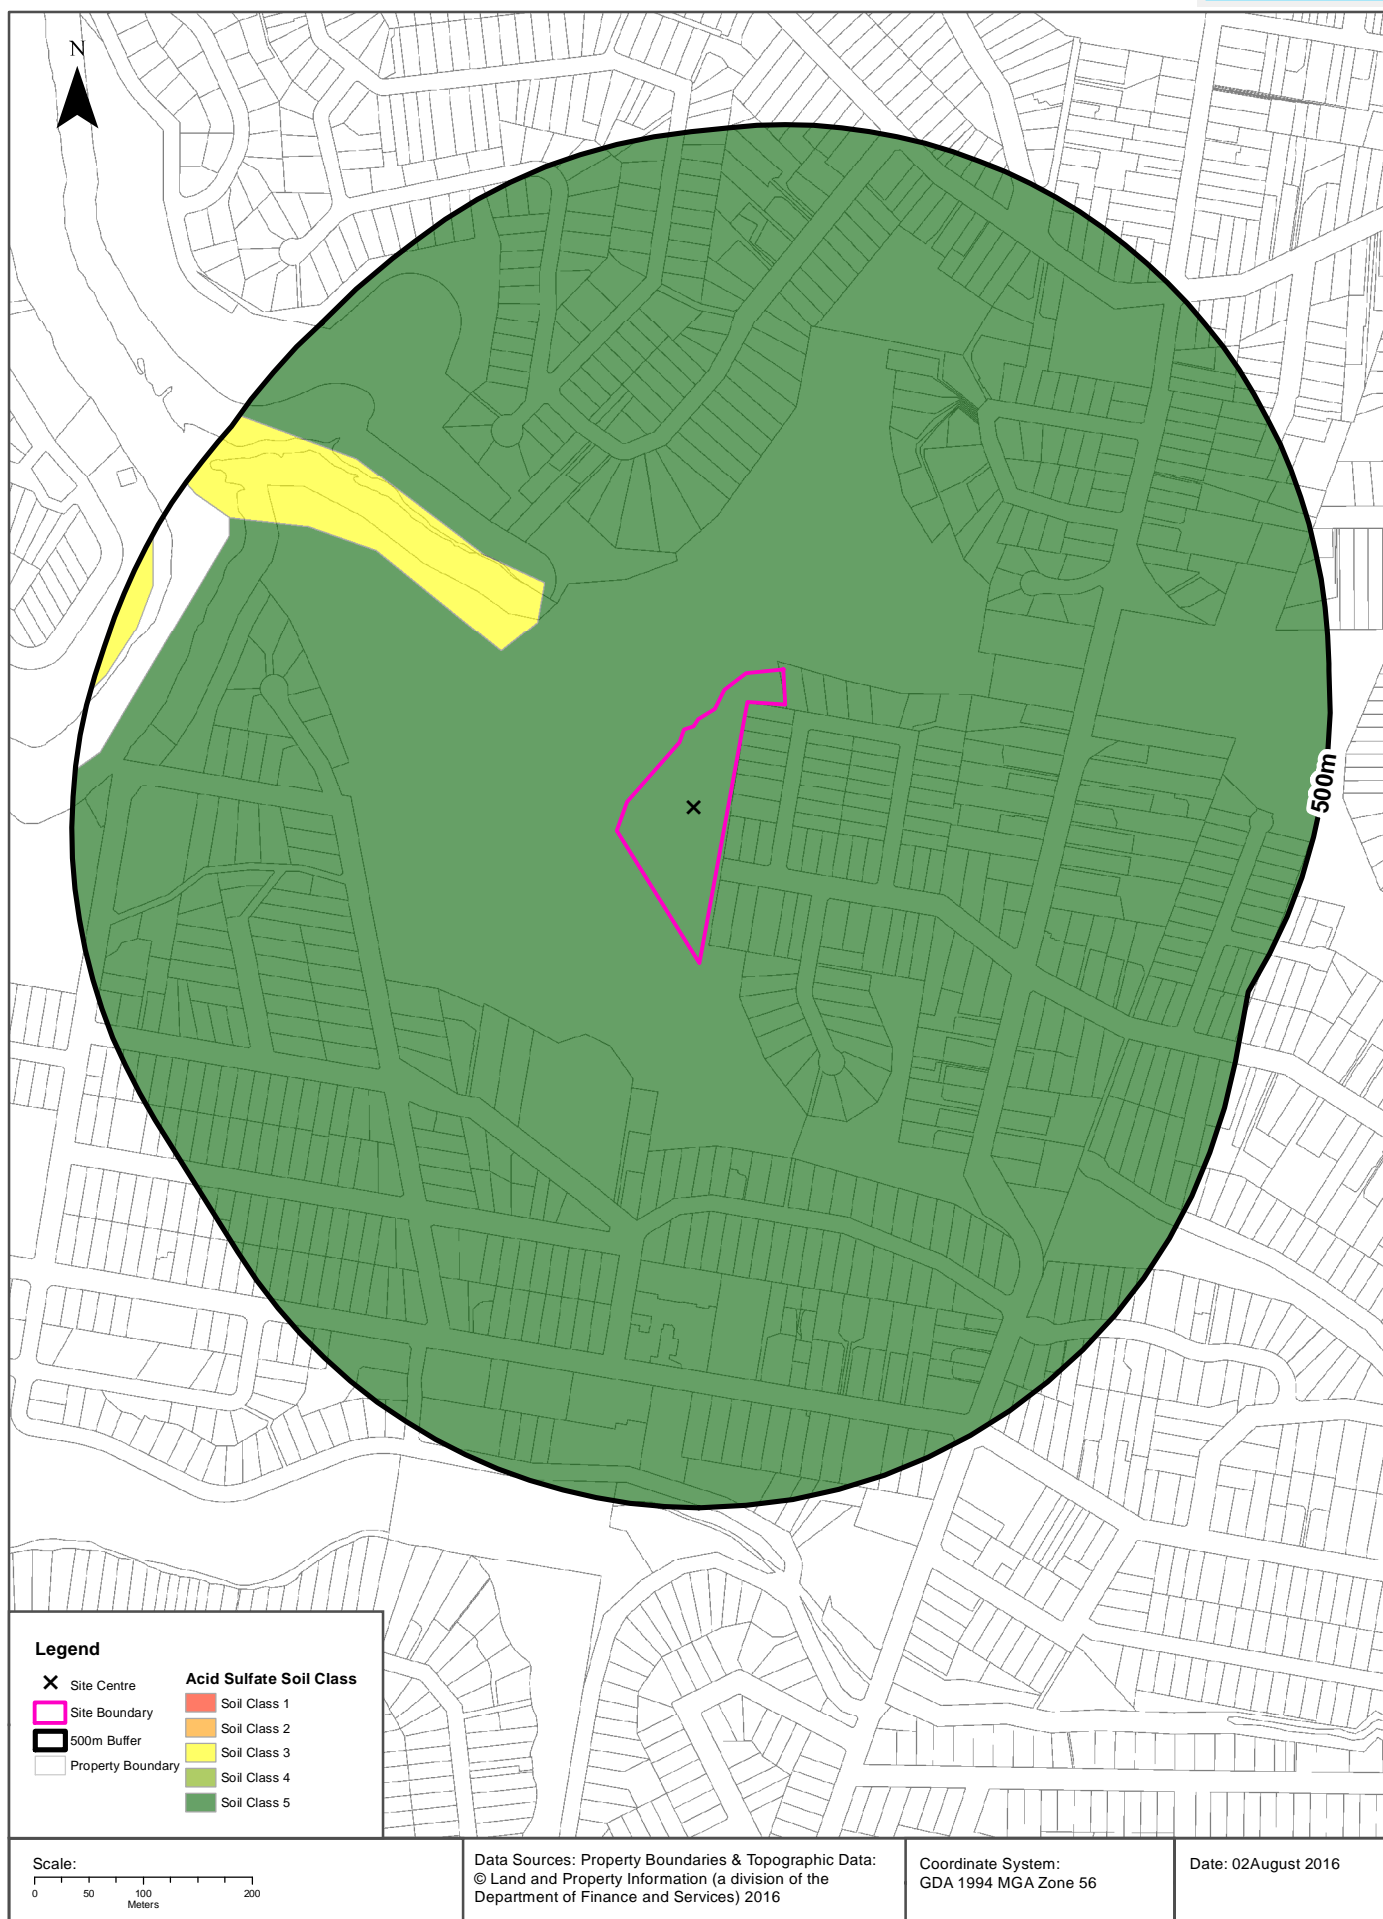 N
500m
Legend
Site Centre
Site Boundary
500m Buffer
Property Boundary
Acid Sulfate Soil Class
Soil Class 1
Soil Class 2
Soil Class 3
Soil Class 4
Soil Class 5
Scale:
0 50 100 200
Meters
Data Sources: Property Boundaries & Topographic Data:
© Land and Property Information (a division of the
Department of Finance and Services) 2016
Coordinate System:
GDA 1994 MGA Zone 56
Date: 02August 2016